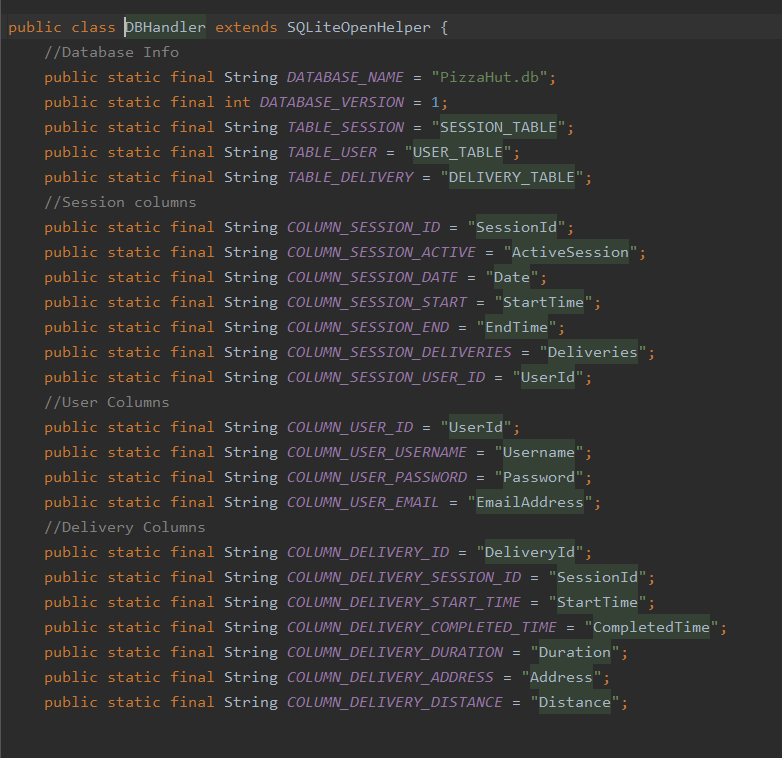 public class DBHandler extends SQLiteOpenHelper {
//Database Info
public static final String DATABASE_NAME = "PizzaHut.db";
public static final int DATABASE_VERSION = 1;
public static final String TABLE_SESSION = "SESSION_TABLE";
public static final String TABLE_USER = "USER_TABLE";
public static final String TABLE_DELIVERY = "DELIVERY_TABLE";
//Session columns
public static final String COLUMN_SESSION_ID = "SessionId";
public static final String COLUMN_SESSION_ACTIVE = "ActiveSession";
public static final String COLUMN_SESSION_DATE = "Date";
public static final String COLUMN_SESSION_START = "StartTime";
public static final String COLUMN_SESSION_END = "EndTime";
public static final String COLUMN_SESSION_DELIVERIES = "Deliveries";
public static final String COLUMN_SESSION_USER_ID = "UserId";
//User Columns
public static final String COLUMN_USER_ID = "UserId";
public static final String COLUMN_USER_USERNAME = "Username";
public static final String COLUMN_USER_PASSWORD = "Password";
public static final String COLUMN_USER_EMAIL = "EmailAddress";
//Delivery Columns
public static final String COLUMN_DELIVERY_ID = "DeliveryId";
public static final String COLUMN_DELIVERY_SESSION_ID = "SessionId";
public static final String COLUMN_DELIVERY_START_TIME = "StartTime";
public static final String COLUMN_DELIVERY_COMPLETED_TIME = "CompletedTime";
public static final String COLUMN_DELIVERY_DURATION = "Duration";
public static final String COLUMN_DELIVERY_ADDRESS = "Address";
public static final String COLUMN_DELIVERY_DISTANCE = "Distance";